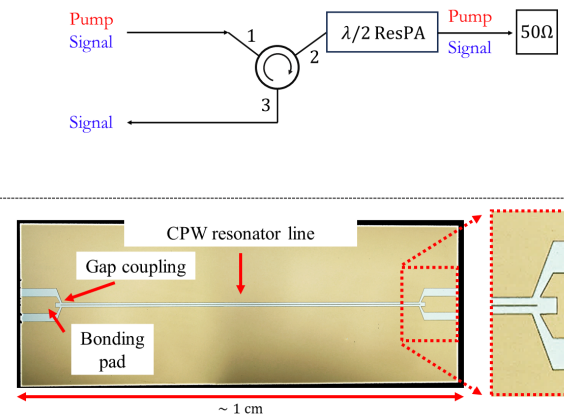 Pump
Signal
1
2
3
Signal
λ/2 ResPA
Pump
Signal
50Ω
CPW resonator line
Gap coupling
Bonding
pad
~ 1 cm